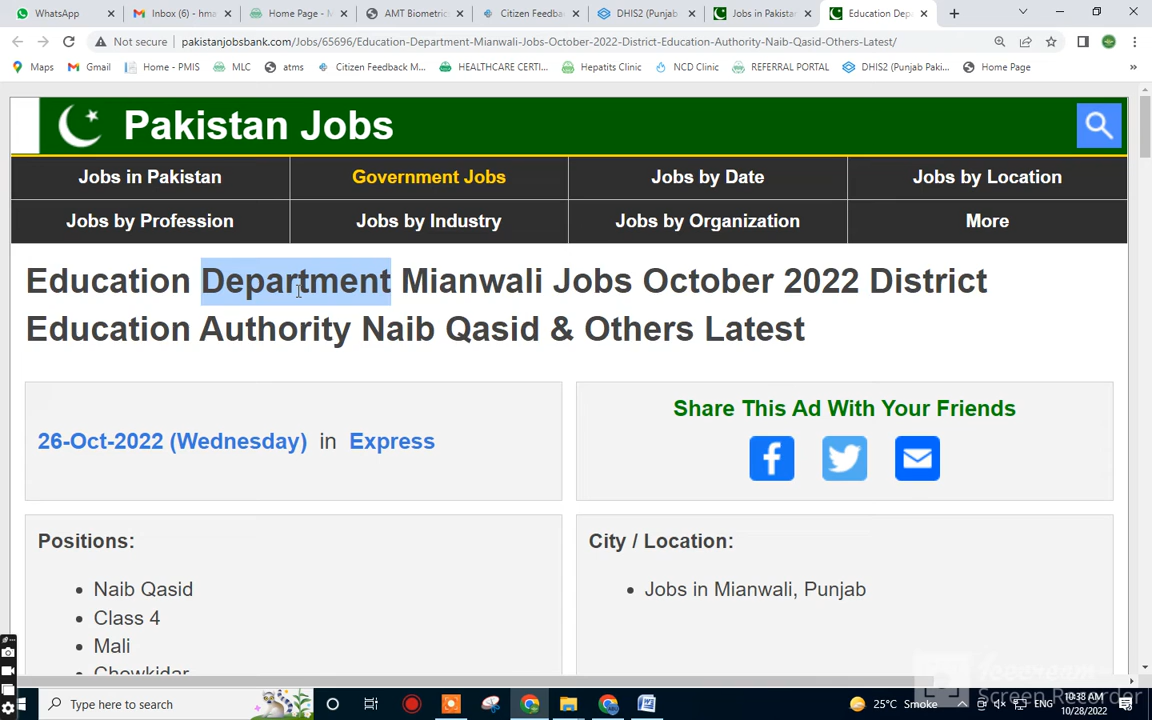 WhatsApp
Inbox (6) - hma
Home Page - M
AMT Biometric
Citizen Feedba
DHIS2 (Punjab
Jobs in Pakistan
Education Depa
Not secure
pakistanjobsbank.com/Jobs/65696/Education-Department-Mianwali-Jobs-October-2022-District-Education-Authority-Naib-Qasid-Others-Latest/
Maps
Gmail
Home - PMIS
MLC
atms
Citizen Feedback M...
HEALTHCARE CERTI...
Hepatits Clinic
NCD Clinic
REFERRAL PORTAL
DHIS2 (Punjab Paki...
Home Page
Pakistan Jobs
Jobs in Pakistan
Government Jobs
Jobs by Date
Jobs by Location
Jobs by Profession
Jobs by Industry
Jobs by Organization
More
Education Department Mianwali Jobs October 2022 District
Education Authority Naib Qasid & Others Latest
26-Oct-2022 (Wednesday) in Express
Share This Ad With Your Friends
Positions:
Naib Qasid
Class 4
Mali
Chowkidar
City / Location:
Jobs in Mianwali, Punjab
icecream
Screen Recorder
Type here to search
25°C Smoke
ENG
10:38 AM
10/28/2022